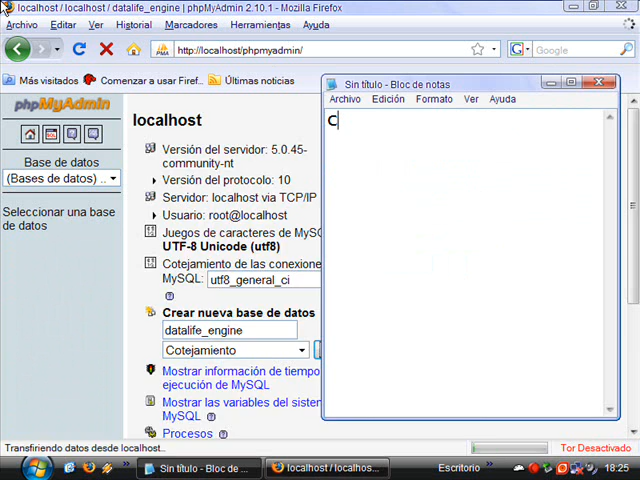 localhost / localhost / datalife_engine | phpMyAdmin 2.10.1 - Mozilla Firefox
Archivo Editar Ver Historial Marcadores Herramientas Ayuda
http://localhost/phpmyadmin/
Google
Más visitados Comenzar a usar Firef... Últimas noticias
phpMyAdmin
SQL
Base de datos
(Bases de datos) ...
Seleccionar una base
de datos
localhost
Versión del servidor: 5.0.45-
community-nt
Versión del protocolo: 10
Servidor: localhost via TCP/IP
Usuario: root@localhost
Juegos de caracteres de MySQ
UTF-8 Unicode (utf8)
Cotejamiento de las conexione
MySQL: utf8_general_ci
Crear nueva base de datos
datalife_engine
Cotejamiento
Mostrar información de tiempo
ejecución de MySQL
Mostrar las variables del sister
MySQL
Procesos
Sin título - Bloc de notas
Archivo Edición Formato Ver Ayuda
C
Transfiriendo datos desde localhost...
Tor Desactivado
Sin título - Bloc de ...
localhost / localhos...
Escritorio
18:25